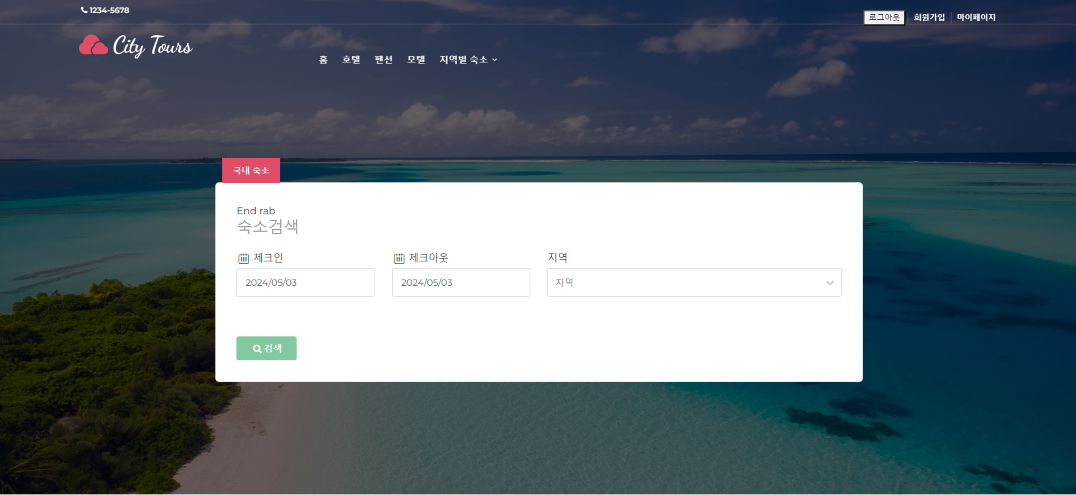 1234-5678
로그아웃 회원가입 마이페이지
City Tours
홈 호텔 펜션 모텔 지역별 숙소
국내 숙소
End rab
숙소검색
체크인 체크아웃 지역
2024/05/03 2024/05/03 지역
검색